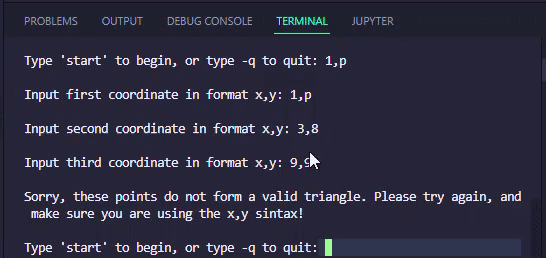 PROBLEMS OUTPUT DEBUG CONSOLE TERMINAL JUPYTER
Type 'start' to begin, or type -q to quit: 1,p
Input first coordinate in format x,y: 1,p
Input second coordinate in format x,y: 3,8
Input third coordinate in format x,y: 9,9
Sorry, these points do not form a valid triangle. Please try again, and
make sure you are using the x,y sintax!
Type 'start' to begin, or type -q to quit: